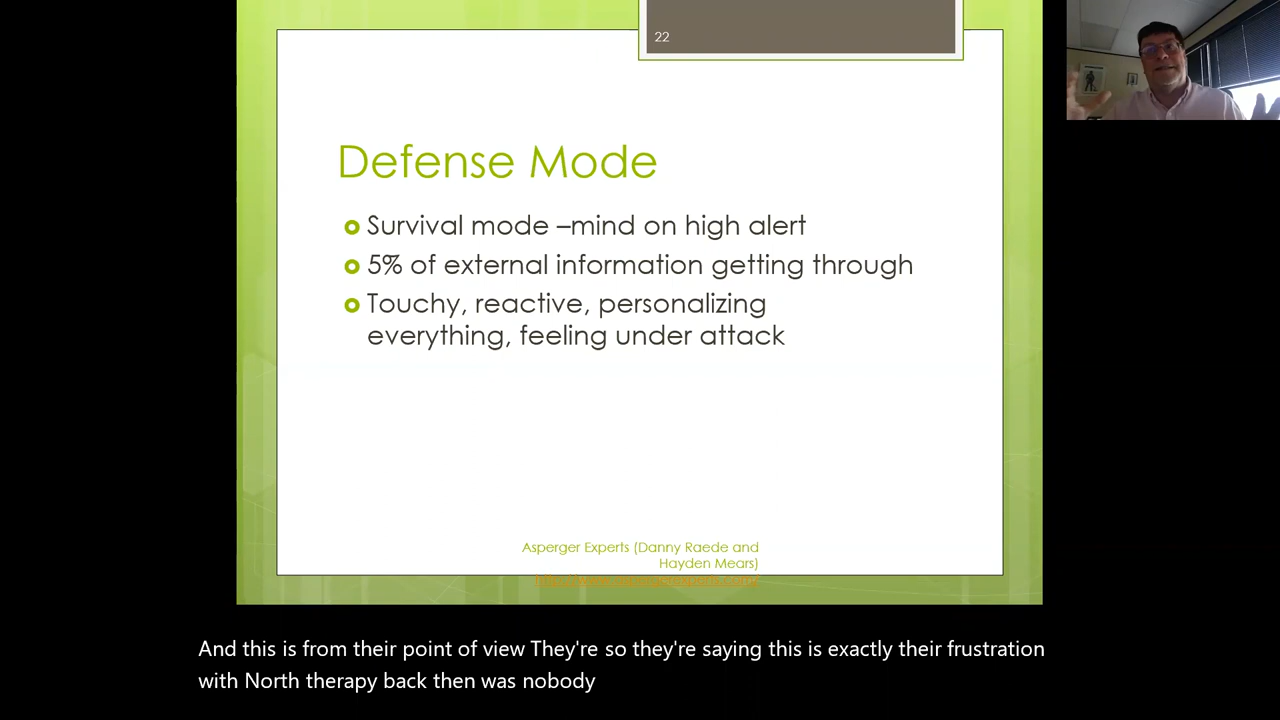 22
Defense Mode
Survival mode –mind on high alert
5% of external information getting through
Touchy, reactive, personalizing
everything, feeling under attack
Asperger Experts (Danny Raede and
Hayden Mears)
And this is from their point of view They're so they're saying this is exactly their frustration
with North therapy back then was nobody